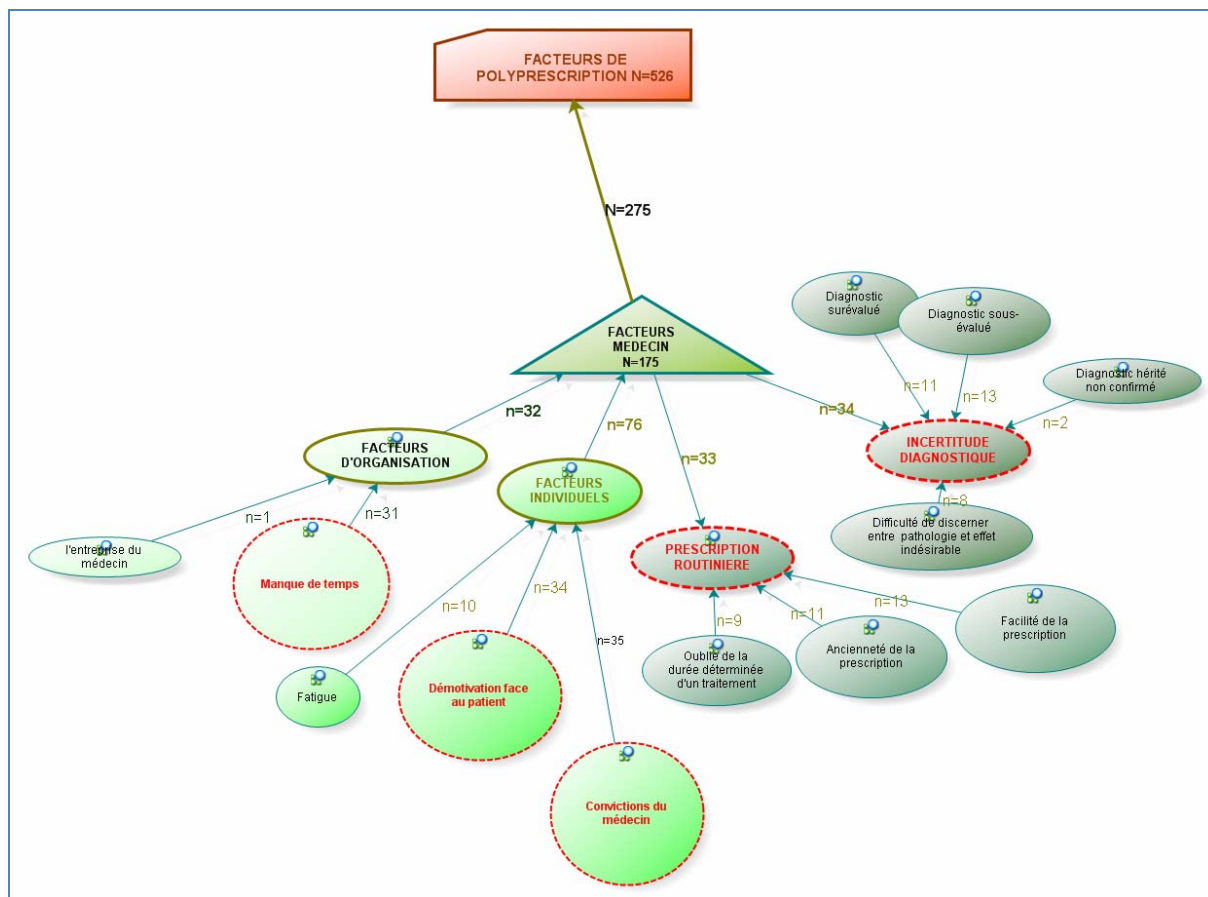 FACTEURS DE
POLYPRESCRIPTION N=526
N=275
FACTEURS
MEDECIN
N=175
Diagnostic
surévalué
Diagnostic sous-
évalué
Diagnostic hérité
non confirmé
n=11
n=13
n=2
n=34
INCERTITUDE
DIAGNOSTIQUE
n=8
Difficulté de discerner
entre pathologie et effet
indésirable
n=32
n=76
n=33
FACTEURS
D'ORGANISATION
FACTEURS
INDIVIDUELS
PRESCRIPTION
ROUTINIERE
n=1
n=31
l'entreprise du
médecin
Manque de temps
n=10
n=34
n=35
n=9
n=11
n=13
Oublie de la
durée déterminée
d'un traitement
Ancienneté de la
prescription
Facilité de la
prescription
Fatigue
Démotivation face
au patient
Convictions du
médecin